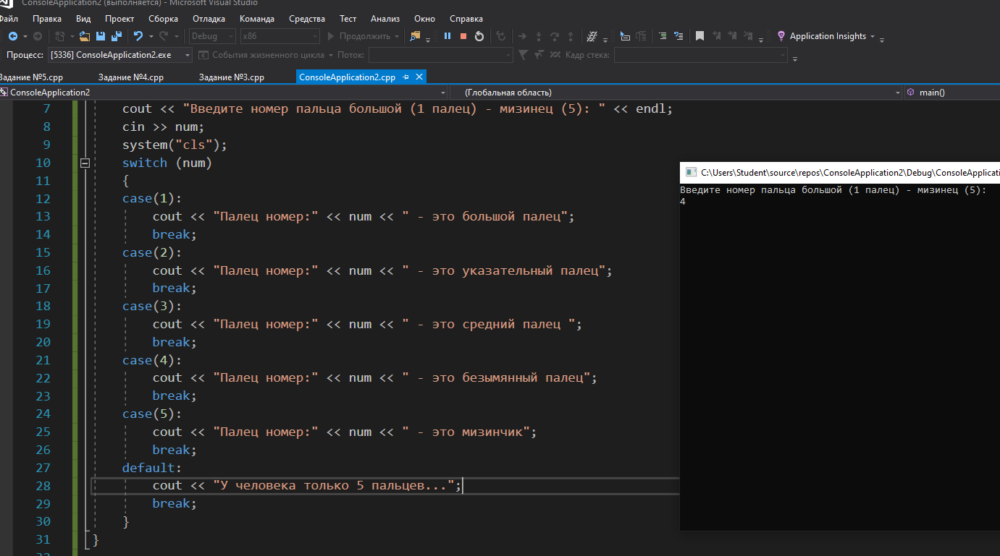 ConsoleApplication2 (выполняется) - Microsoft Visual Studio
Файл Правка Вид Проект Сборка Отладка Команда Средства Тест Анализ Окно Справка
Debug x86 Продолжить Application Insights
Процесс: [5336] ConsoleApplication2.exe События жизненного цикла Поток: Кадр стека:
Задание №5.cpp Задание №4.cpp Задание №3.cpp ConsoleApplication2.cpp
ConsoleApplication2 (Глобальная область) main()
7 cout << "Введите номер пальца большой (1 палец) - мизинец (5): " << endl;
8 cin >> num;
9 system("cls");
10 switch (num)
11 {
12 case(1):
13 cout << "Палец номер:" << num << " - это большой палец";
14 break;
15 case(2):
16 cout << "Палец номер:" << num << " - это указательный палец";
17 break;
18 case(3):
19 cout << "Палец номер:" << num << " - это средний палец ";
20 break;
21 case(4):
22 cout << "Палец номер:" << num << " - это безымянный палец";
23 break;
24 case(5):
25 cout << "Палец номер:" << num << " - это мизинчик";
26 break;
27 default:
28 cout << "У человека только 5 пальцев...";
29 break;
30 }
31 }
C:\Users\Student\source\repos\ConsoleApplication2\Debug\ConsoleApplicati
Введите номер пальца большой (1 палец) - мизинец (5):
4